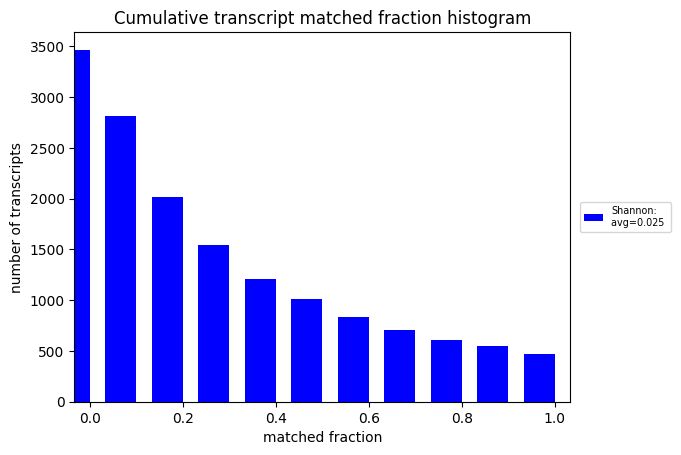 Cumulative transcript matched fraction histogram
number of transcripts
3500
3000
2500
2000
1500
1000
500
0
0.0 0.2 0.4 0.6 0.8 1.0
matched fraction
Shannon:
avg=0.025